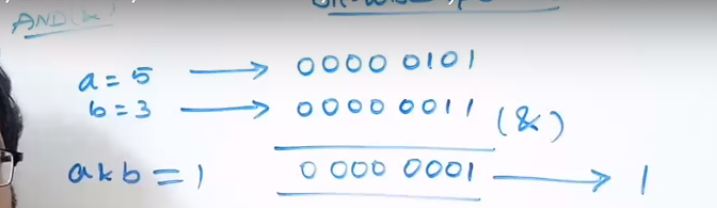 AND(&)
a = 5 → 0000 0101
b = 3 → 0000 0011 (&)
a & b = 1 0 000 0001 → 1